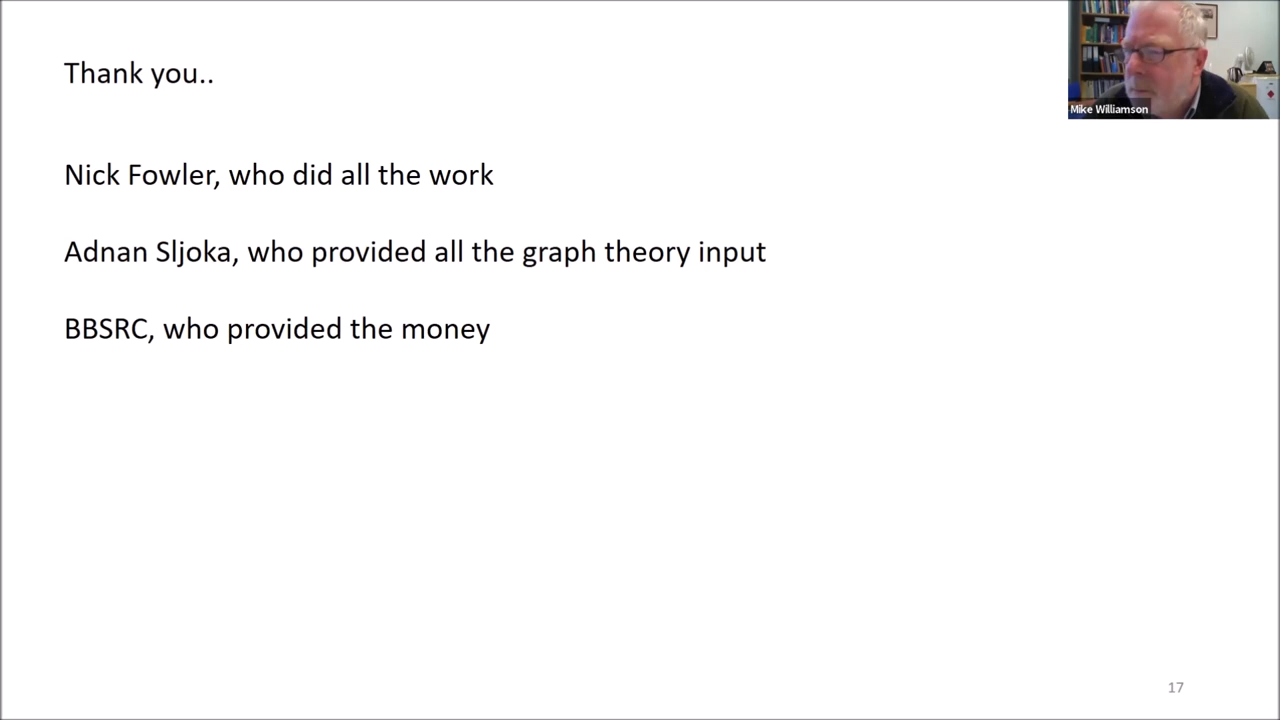 Thank you..
Mike Williamson
Nick Fowler, who did all the work
Adnan Sljoka, who provided all the graph theory input
BBSRC, who provided the money
17